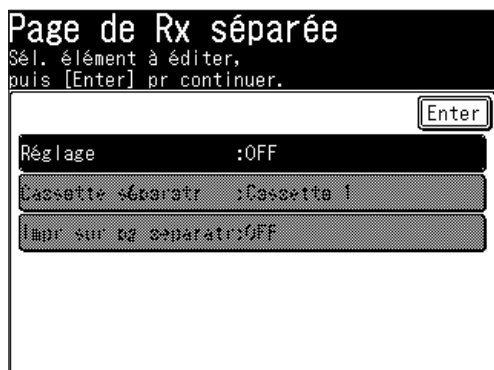 Page de Rx séparée
Sél. élément à éditer,
puis [Enter] pr continuer.
Enter
Réglage :OFF
Cassette séparatr :Cassette 1
Impr sur pg séparatr:OFF